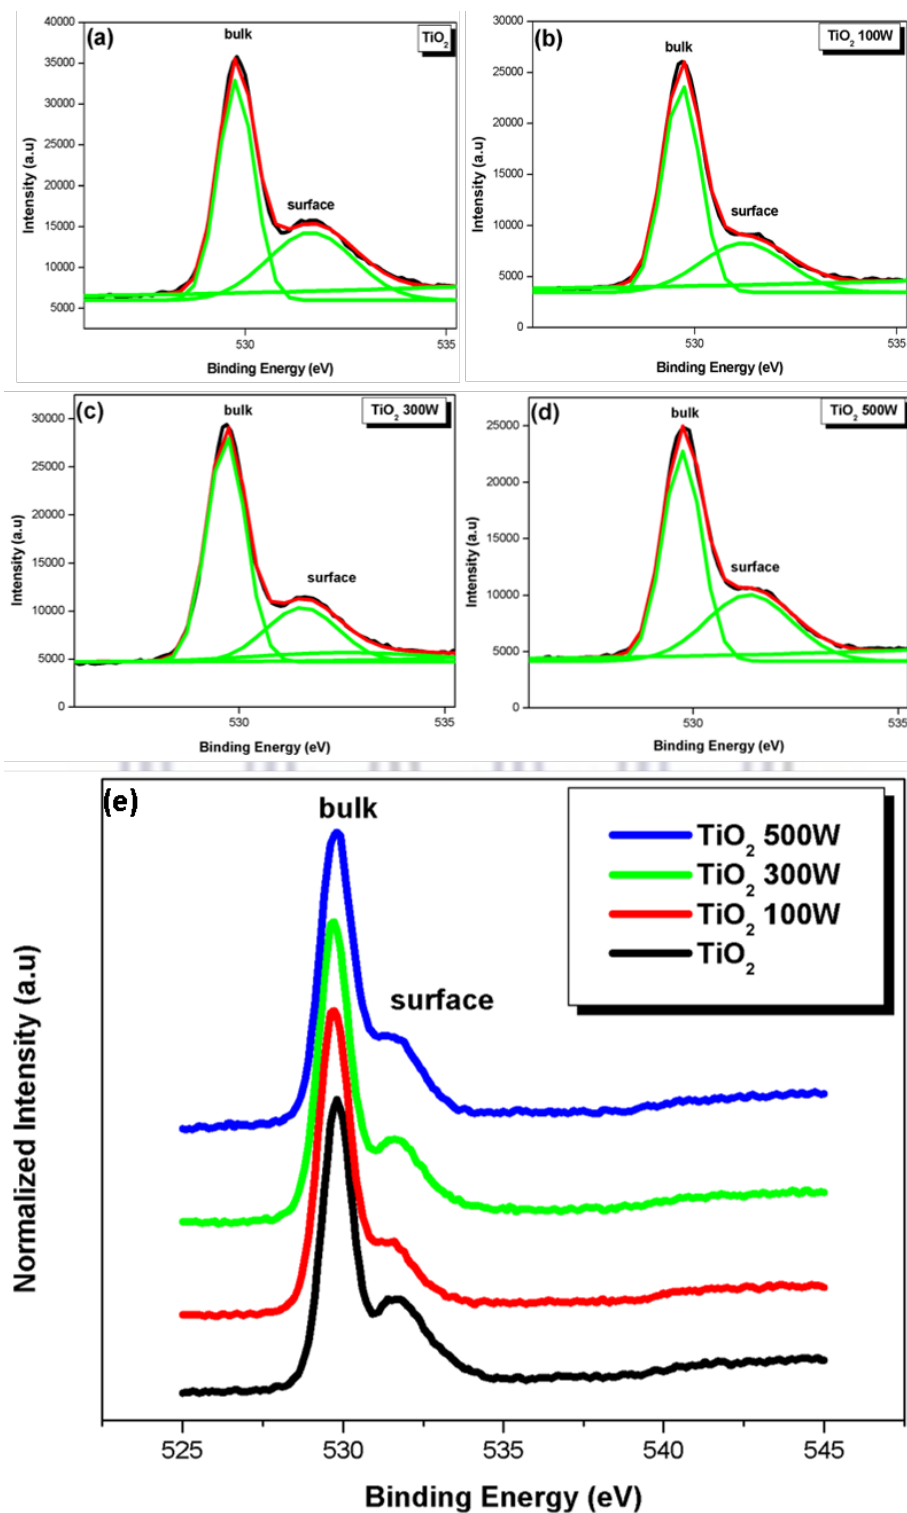 (a)
bulk
TiO₂
surface
Intensity (a.u)
40000
35000
30000
25000
20000
15000
10000
5000
530
535
Binding Energy (eV)
(b)
bulk
TiO₂ 100W
surface
Intensity (a.u)
30000
25000
20000
15000
10000
5000
0
530
535
Binding Energy (eV)
(c)
bulk
TiO₂ 300W
surface
Intensity (a.u)
30000
25000
20000
15000
10000
5000
0
530
535
Binding Energy (eV)
(d)
bulk
TiO₂ 500W
surface
Intensity (a.u)
25000
20000
15000
10000
5000
0
530
535
Binding Energy (eV)
(e)
bulk
surface
TiO₂ 500W
TiO₂ 300W
TiO₂ 100W
TiO₂
Normalized Intensity (a.u)
525
530
535
540
545
Binding Energy (eV)